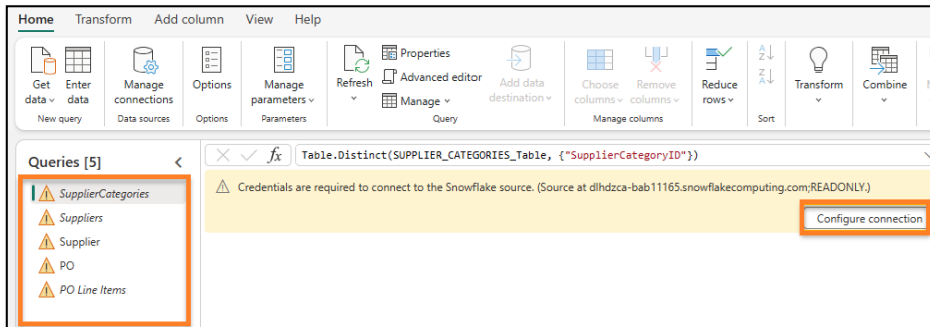 Home Transform Add column View Help
Get data Enter data Manage connections Options Manage parameters Refresh Properties Advanced editor Manage Add data destination Choose columns Remove columns Reduce rows Transform Combine
New query Data sources Options Parameters Query Manage columns Sort
Queries [5]
fx Table.Distinct(SUPPLIER_CATEGORIES_Table, {"SupplierCategoryID"})
Credentials are required to connect to the Snowflake source. (Source at dlhdzca-bab11165.snowflakecomputing.com;READONLY.)
Configure connection
SupplierCategories
Suppliers
Supplier
PO
PO Line Items